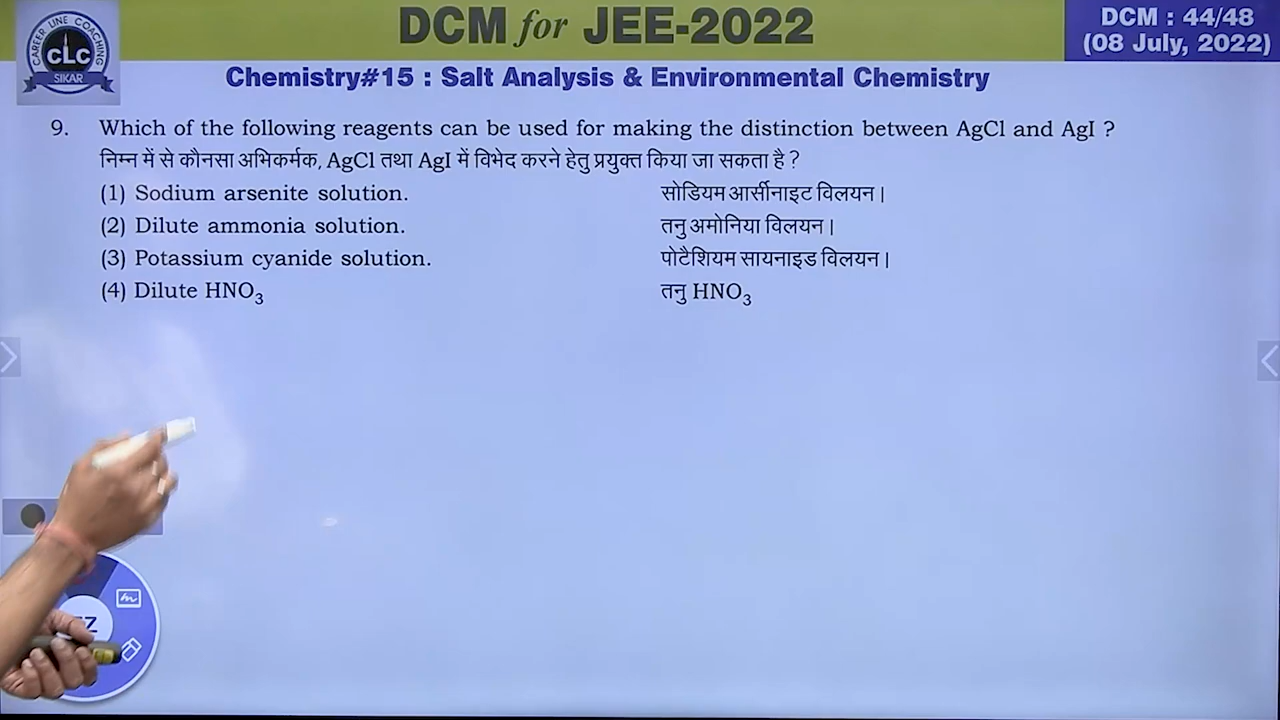 CAREER LINE COACHING
CLC
SIKAR
DCM for JEE-2022
DCM : 44/48
(08 July, 2022)
Chemistry#15 : Salt Analysis & Environmental Chemistry
9. Which of the following reagents can be used for making the distinction between AgCl and AgI ?
निम्न में से कौनसा अभिकर्मक, AgCl तथा AgI में विभेद करने हेतु प्रयुक्त किया जा सकता है ?
(1) Sodium arsenite solution. सोडियम आर्सीनाइट विलयन।
(2) Dilute ammonia solution. तनु अमोनिया विलयन।
(3) Potassium cyanide solution. पोटैशियम सायनाइड विलयन।
(4) Dilute HNO₃ तनु HNO₃